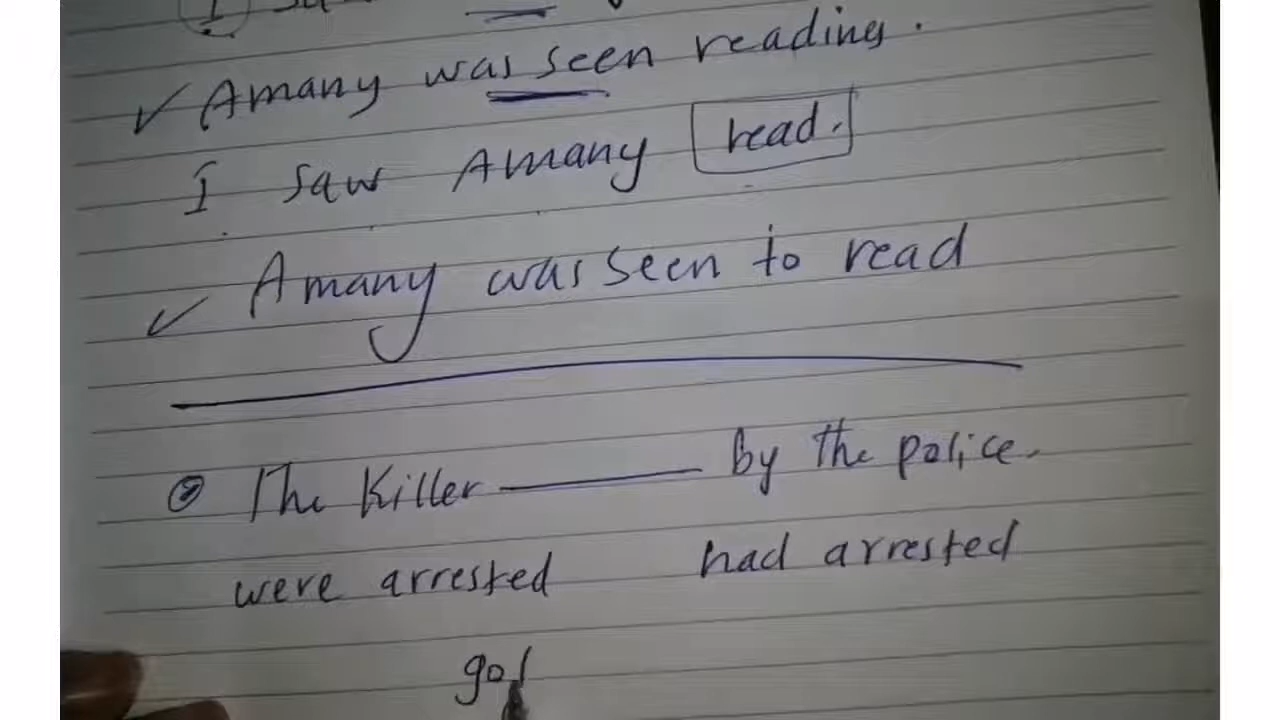 ✓ Amany was seen reading.
I saw Amany read.
✓ Amany was seen to read
② The Killer ______ by the police.
were arrested had arrested
got